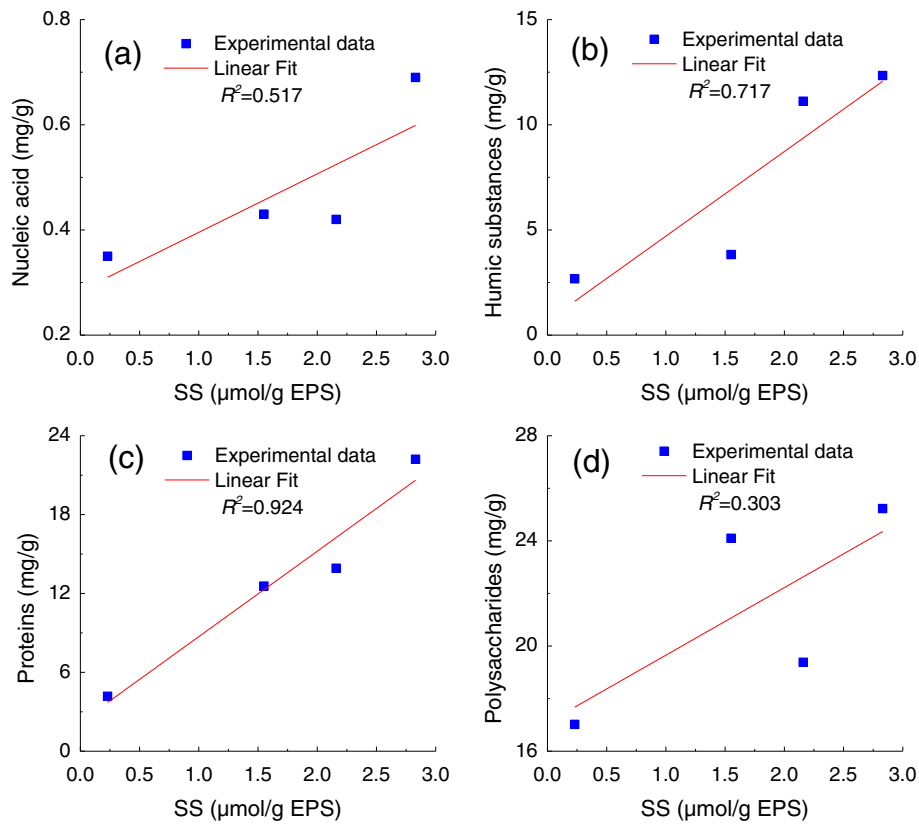 (a)
Experimental data
Linear Fit
R²=0.517
Nucleic acid (mg/g)
0.8
0.6
0.4
0.2
0.0 0.5 1.0 1.5 2.0 2.5 3.0
SS (µmol/g EPS)
(b)
Experimental data
Linear Fit
R²=0.717
Humic substances (mg/g)
15
10
5
0
0.0 0.5 1.0 1.5 2.0 2.5 3.0
SS (µmol/g EPS)
(c)
Experimental data
Linear Fit
R²=0.924
Proteins (mg/g)
24
18
12
6
0
0.0 0.5 1.0 1.5 2.0 2.5 3.0
SS (µmol/g EPS)
(d)
Experimental data
Linear Fit
R²=0.303
Polysaccharides (mg/g)
28
24
20
16
0.0 0.5 1.0 1.5 2.0 2.5 3.0
SS (µmol/g EPS)